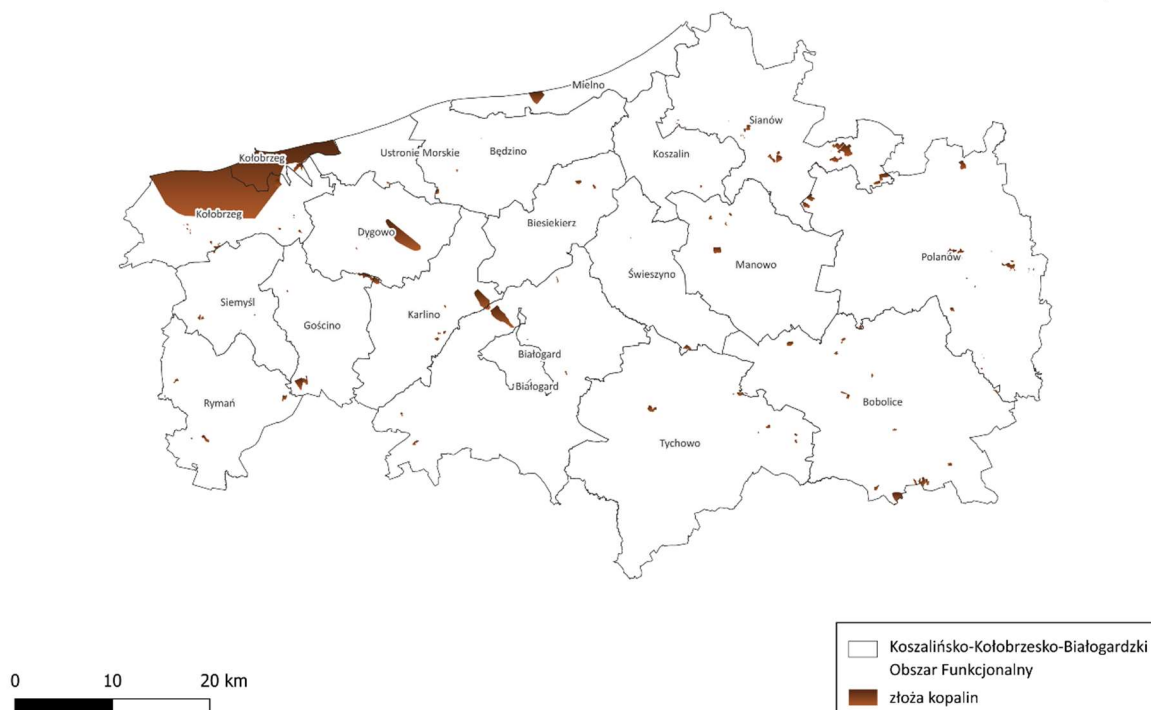 Mielno
Sianów
Kołobrzeg
Ustronie Morskie
Będzino
Koszalin
Kołobrzeg
Dygowo
Biesiekierz
Świeszyno
Manowo
Polanów
Siemyśl
Gościno
Karlino
Białogard
Białogard
Rymań
Bobolice
Tychowo
0 10 20 km
Koszalińsko-Kołobrzesko-Białogardzki
Obszar Funkcjonalny
złoża kopalin